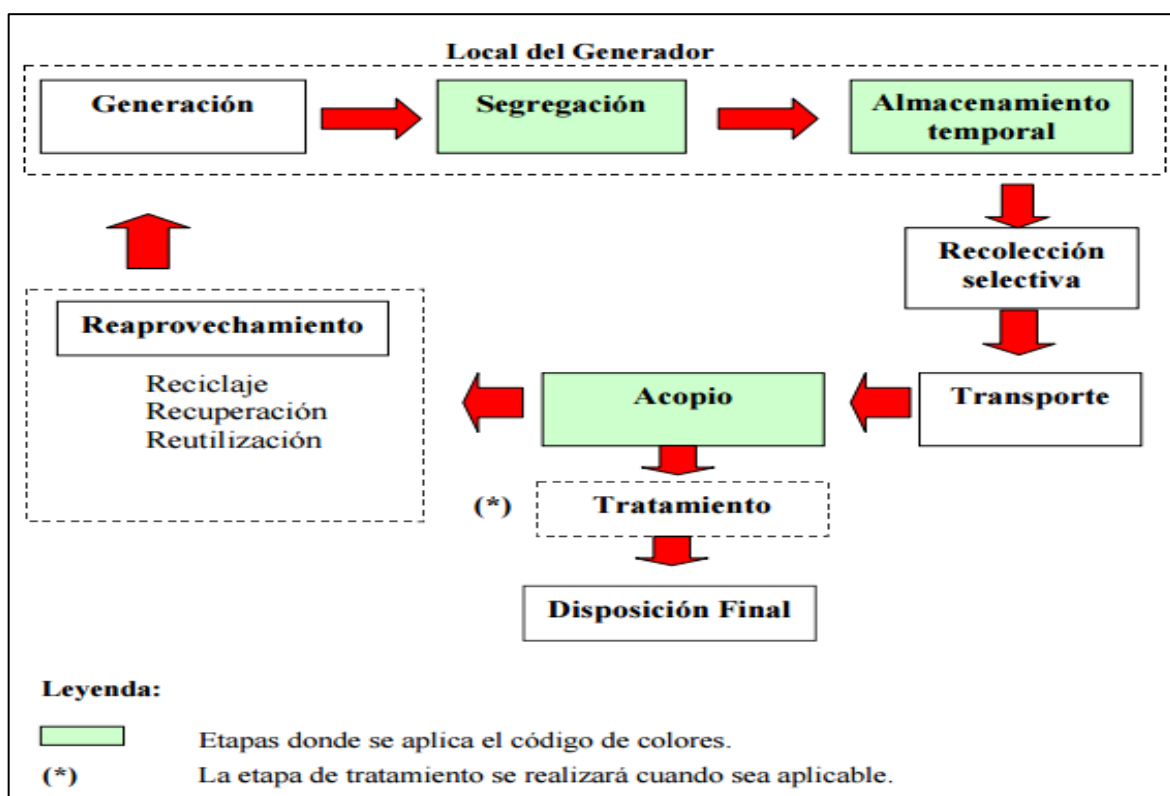 Local del Generador
Generación
Segregación
Almacenamiento
temporal
Recolección
selectiva
Reaprovechamiento
Reciclaje
Recuperación
Reutilización
Acopio
Transporte
(*)
Tratamiento
Disposición Final
Leyenda:
Etapas donde se aplica el código de colores.
(*) La etapa de tratamiento se realizará cuando sea aplicable.